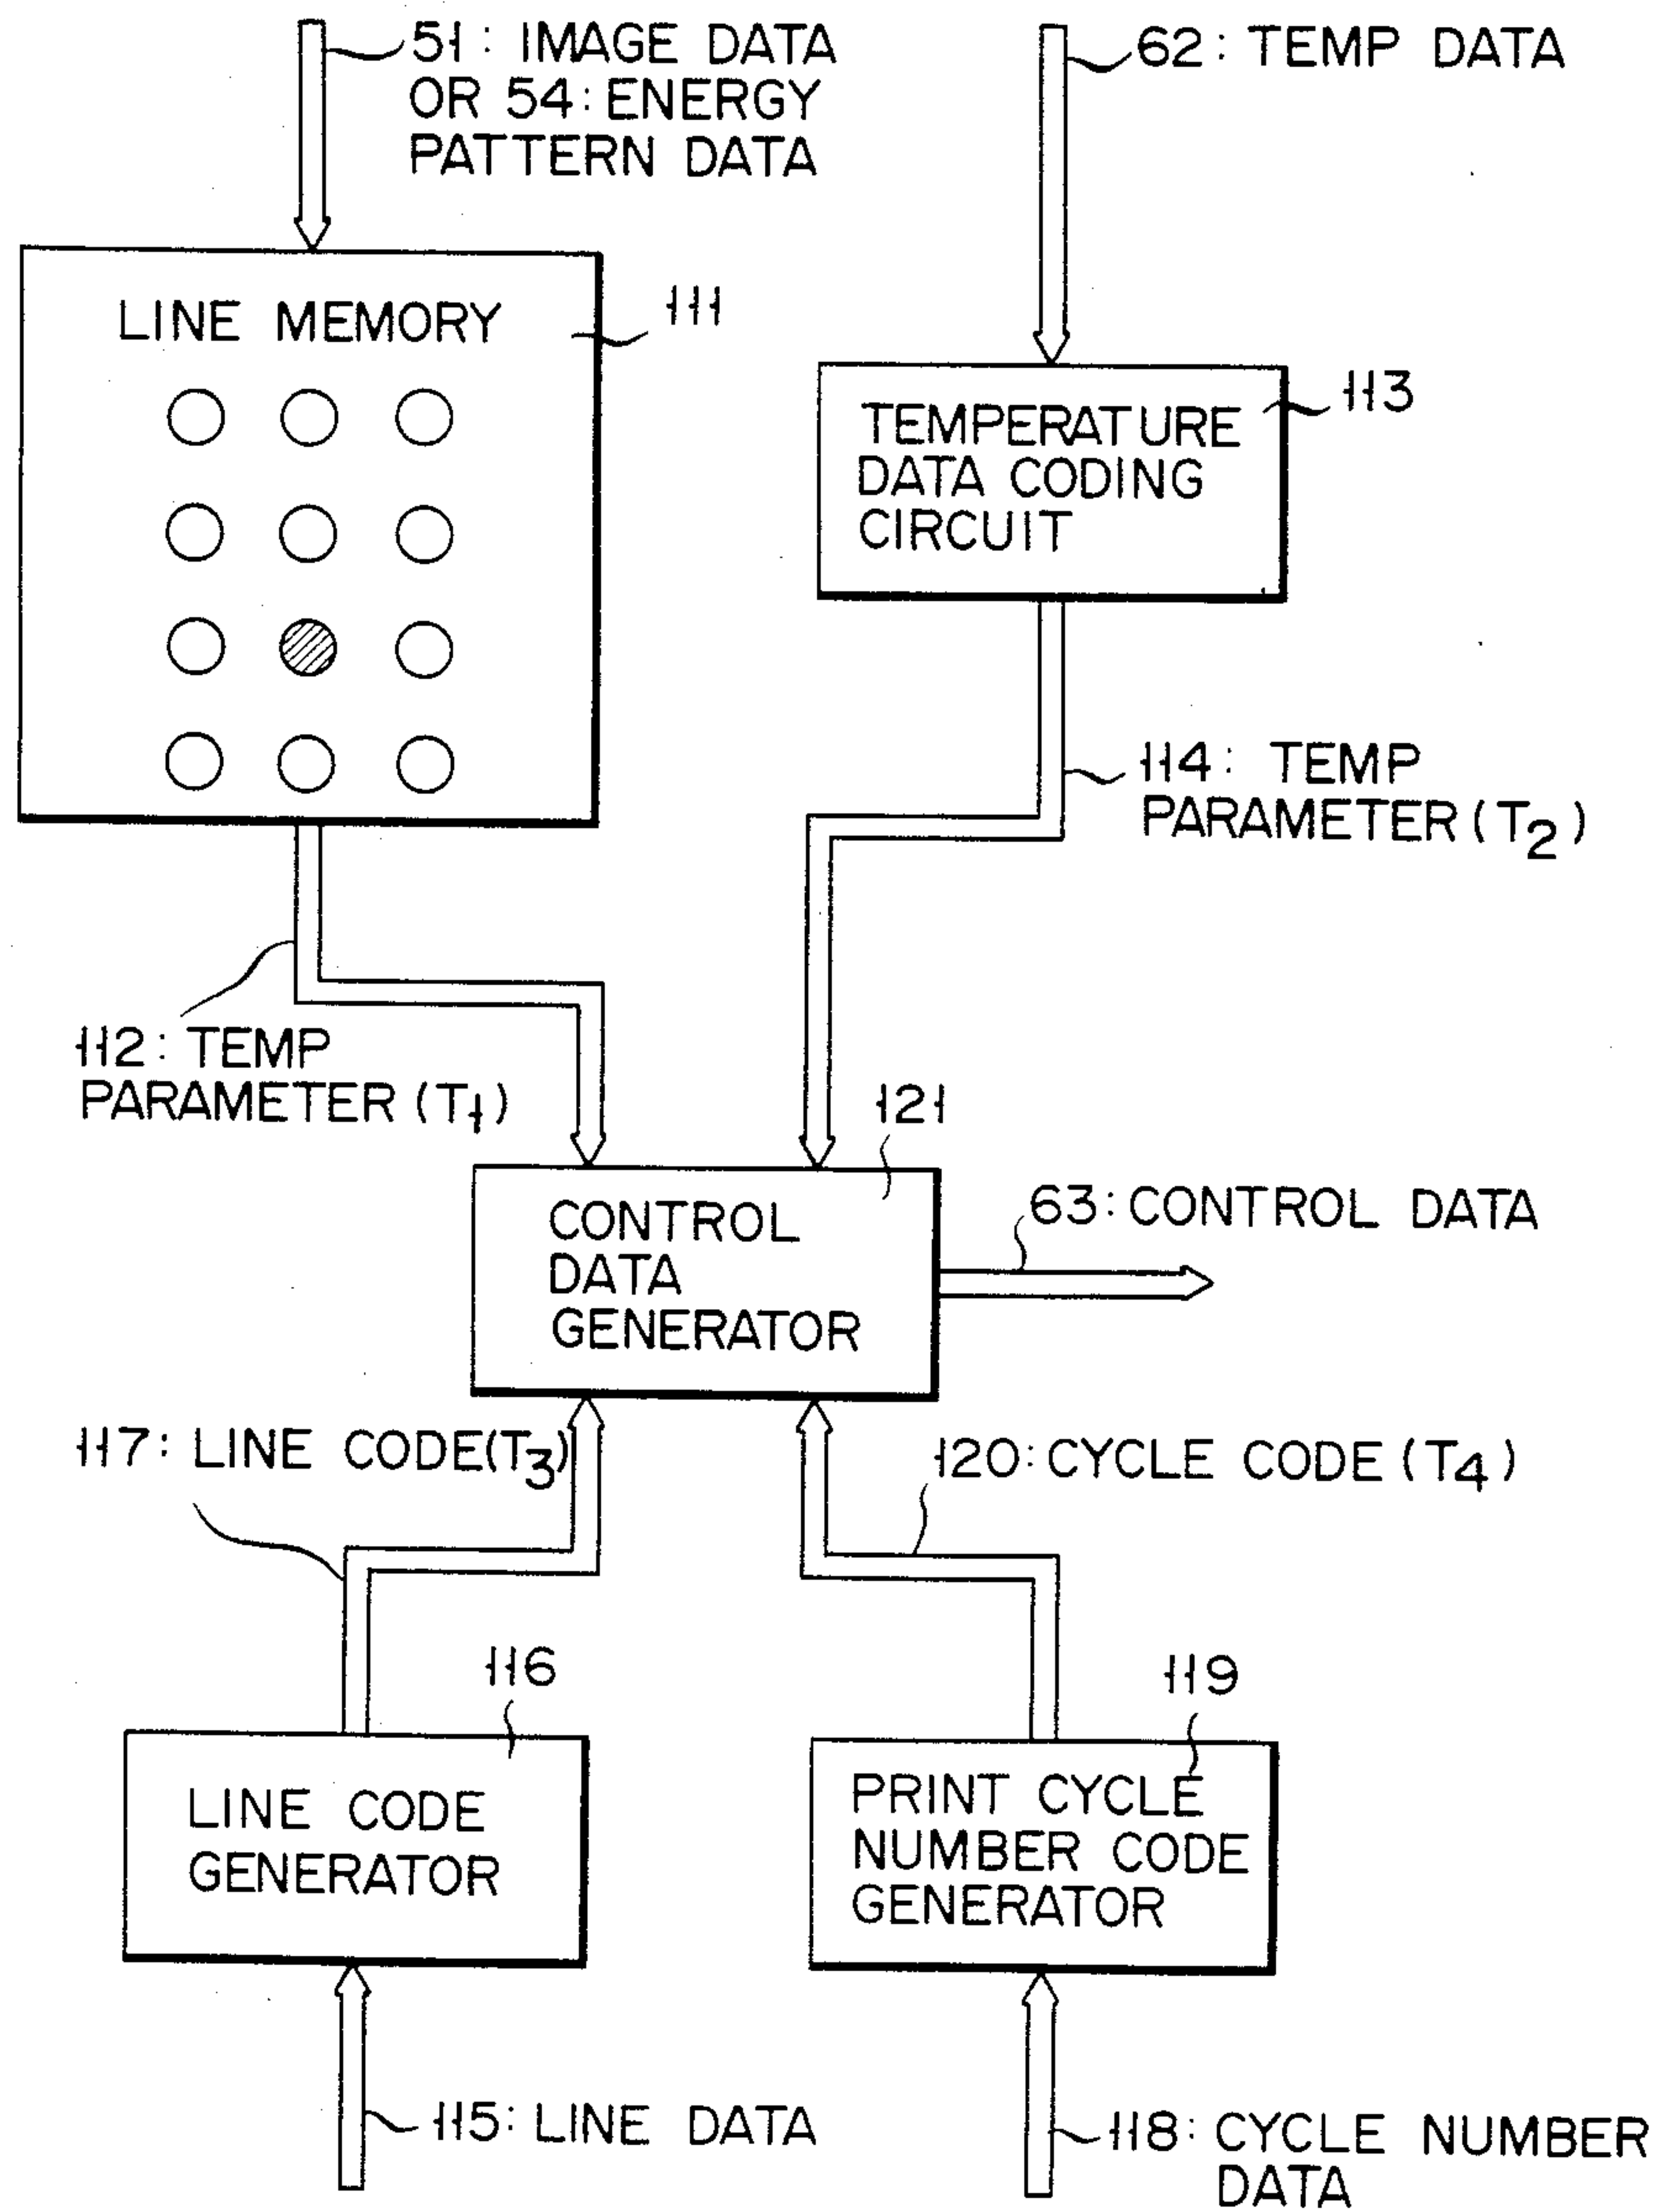 51: IMAGE DATA
OR 54: ENERGY
PATTERN DATA
62: TEMP DATA
LINE MEMORY
111
TEMPERATURE
DATA CODING
CIRCUIT
113
114: TEMP
PARAMETER (T2)
112: TEMP
PARAMETER (T1)
121
CONTROL
DATA
GENERATOR
63: CONTROL DATA
117: LINE CODE(T3)
120: CYCLE CODE (T4)
116
LINE CODE
GENERATOR
119
PRINT CYCLE
NUMBER CODE
GENERATOR
115: LINE DATA
118: CYCLE NUMBER
DATA